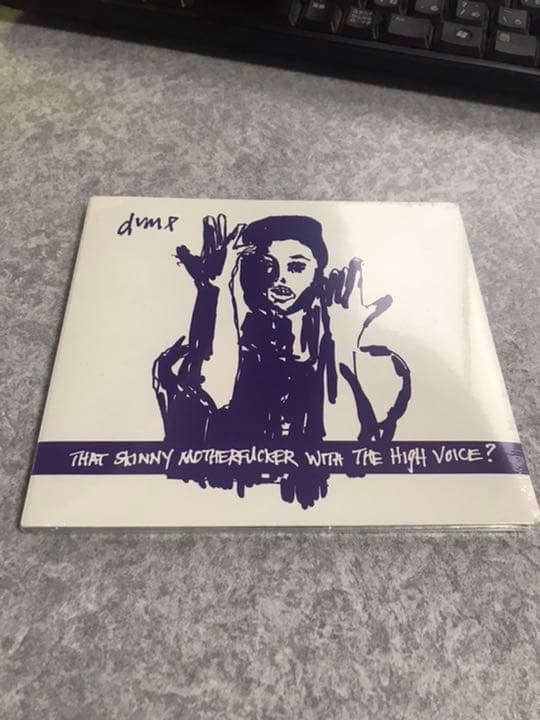 dump
THAT SKINNY MOTHERFUCKER WITH THE HIGH VOICE?